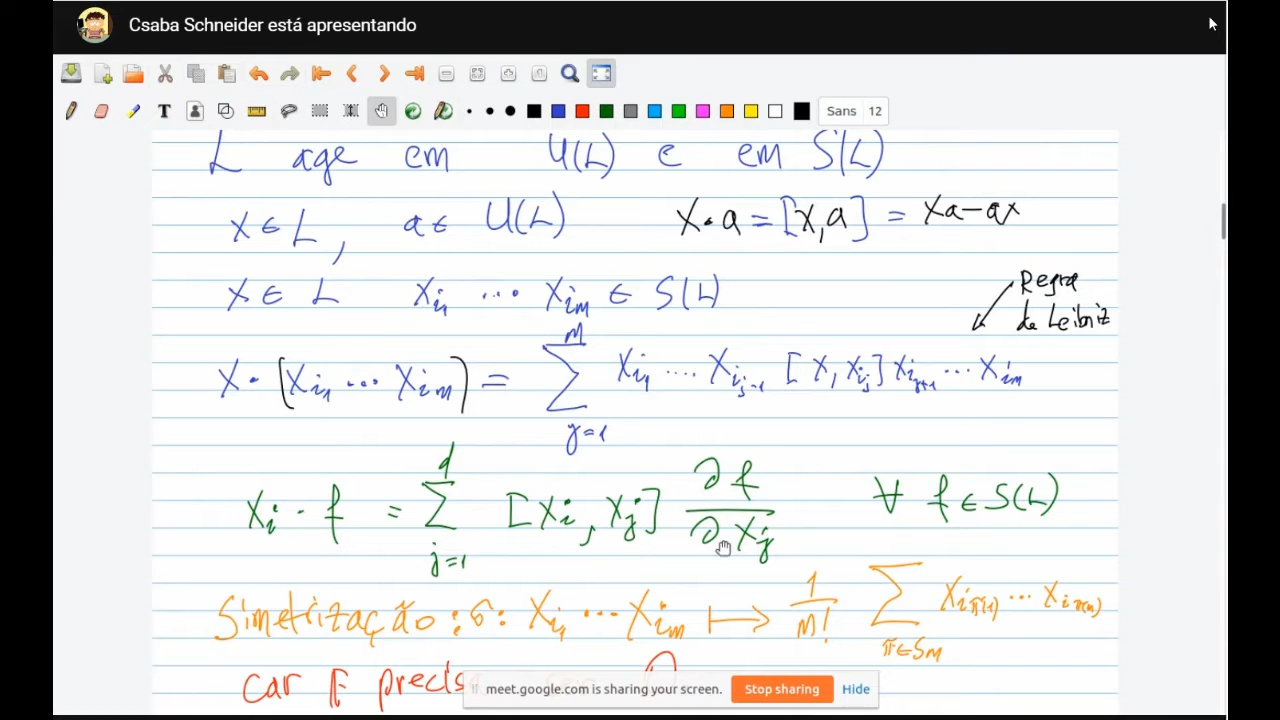 Csaba Schneider está apresentando
Sans 12
L age em U(L) e em S(L)
x ∈ L, a ∈ U(L) x·a = [x,a] = xa-ax
x ∈ L x_{i_1} ... x_{i_m} ∈ S(L)
Regra
de Leibniz
x·(x_{i_1} ... x_{i_m}) = ∑_{j=1}^{m} x_{i_1} .... x_{i_{j-1}} [x, x_{i_j}] x_{i_{j+1}} ... x_{i_m}
x_i · f = ∑_{j=1}^{d} [x_i, x_j] ∂f/∂x_j ∀ f ∈ S(L)
Simetrização: σ: x_{i_1} ... x_{i_m} ⟼ 1/m! ∑_{π∈S_m} x_{i_{π(1)}} ... x_{i_{π(m)}}
car F precisa
meet.google.com is sharing your screen. Stop sharing Hide